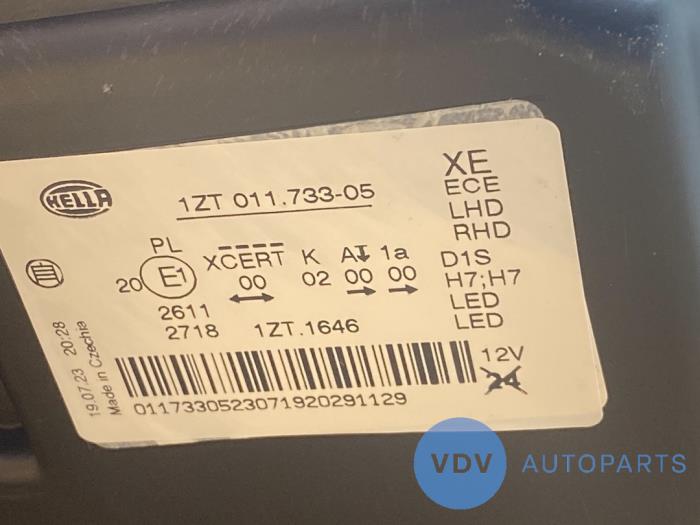 HELLA
1ZT 011.733-05
XE
ECE
LHD
RHD
D1S
H7;H7
LED
LED
PL
20 E1
XCERT K A 1a
00 02 00 00
2611
2718 1ZT.1646
19.07.23 20:28
Made in Czechia
12V
24
0117330523071920291129
VDV AUTOPARTS